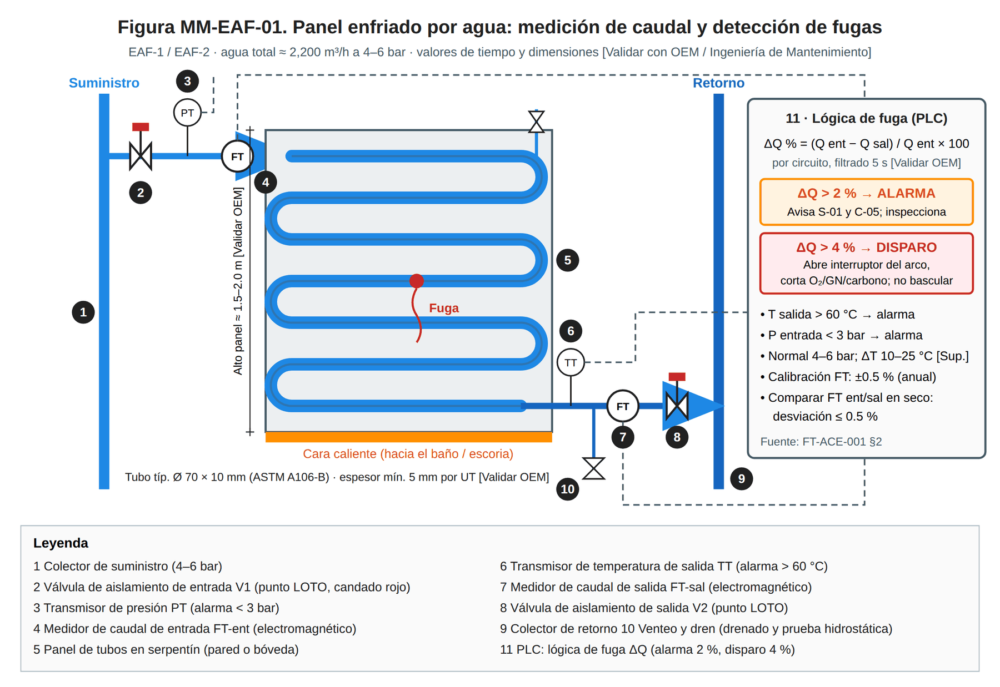 Figura MM-EAF-01. Panel enfriado por agua: medición de caudal y detección de fugas
EAF-1 / EAF-2 · agua total ≈ 2,200 m³/h a 4–6 bar · valores de tiempo y dimensiones [Validar con OEM / Ingeniería de Mantenimiento]
Suministro
3
PT
2
FT
4
Alto panel ≈ 1.5–2.0 m [Validar OEM]
1
Fuga
5
6
TT
FT
7
8
Retorno
9
10
Cara caliente (hacia el baño / escoria)
Tubo típ. Ø 70 × 10 mm (ASTM A106-B) · espesor mín. 5 mm por UT [Validar OEM]
11 · Lógica de fuga (PLC)
ΔQ % = (Q ent − Q sal) / Q ent × 100
por circuito, filtrado 5 s [Validar OEM]
ΔQ > 2 % → ALARMA
Avisa S-01 y C-05; inspecciona
ΔQ > 4 % → DISPARO
Abre interruptor del arco,
corta O₂/GN/carbono; no bascular
• T salida > 60 °C → alarma
• P entrada < 3 bar → alarma
• Normal 4–6 bar; ΔT 10–25 °C [Sup.]
• Calibración FT: ±0.5 % (anual)
• Comparar FT ent/sal en seco:
desviación ≤ 0.5 %
Fuente: FT-ACE-001 §2
Leyenda
1 Colector de suministro (4–6 bar)
2 Válvula de aislamiento de entrada V1 (punto LOTO, candado rojo)
3 Transmisor de presión PT (alarma < 3 bar)
4 Medidor de caudal de entrada FT-ent (electromagnético)
5 Panel de tubos en serpentín (pared o bóveda)
6 Transmisor de temperatura de salida TT (alarma > 60 °C)
7 Medidor de caudal de salida FT-sal (electromagnético)
8 Válvula de aislamiento de salida V2 (punto LOTO)
9 Colector de retorno 10 Venteo y dren (drenado y prueba hidrostática)
11 PLC: lógica de fuga ΔQ (alarma 2 %, disparo 4 %)